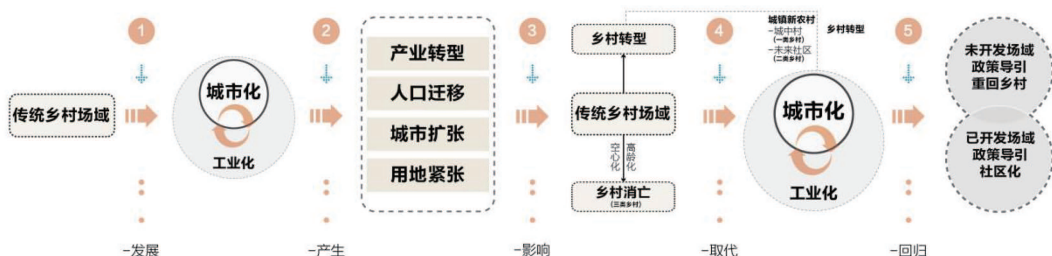 1
2
3
4
5
传统乡村场域
城市化
工业化
产业转型
人口迁移
城市扩张
用地紧张
乡村转型
传统乡村场域
空心化
高龄化
乡村消亡
(三类乡村)
城镇新农村
-城中村
(一类乡村)
-未来社区
(二类乡村)
乡村转型
城市化
工业化
未开发场域
政策导引
重回乡村
已开发场域
政策导引
社区化
-发展
-产生
-影响
-取代
-回归